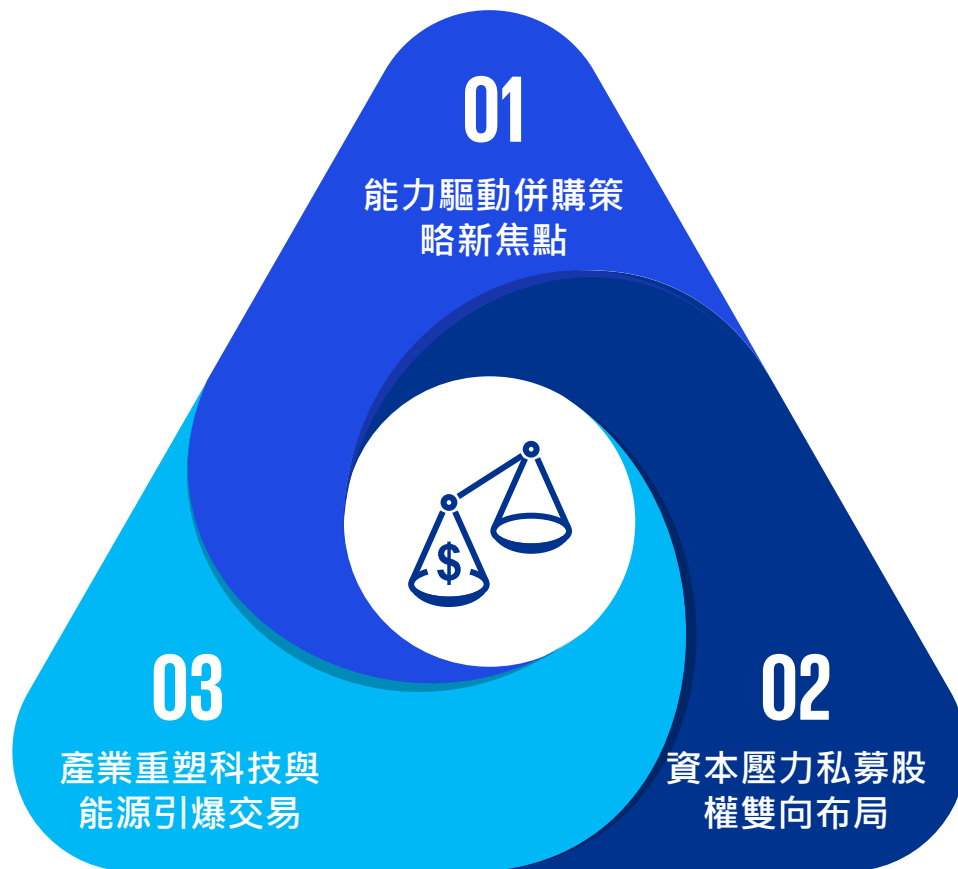 01
能力驅動併購策
略新焦點
$
03
產業重塑科技與
能源引爆交易
02
資本壓力私募股
權雙向布局